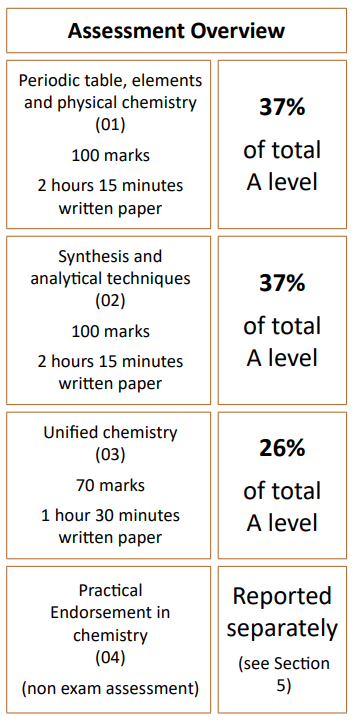 Assessment Overview
Periodic table, elements
and physical chemistry
(01)
100 marks
2 hours 15 minutes
written paper
37%
of total
A level
Synthesis and
analytical techniques
(02)
100 marks
2 hours 15 minutes
written paper
37%
of total
A level
Unified chemistry
(03)
70 marks
1 hour 30 minutes
written paper
26%
of total
A level
Practical
Endorsement in
chemistry
(04)
(non exam assessment)
Reported
separately
(see Section
5)